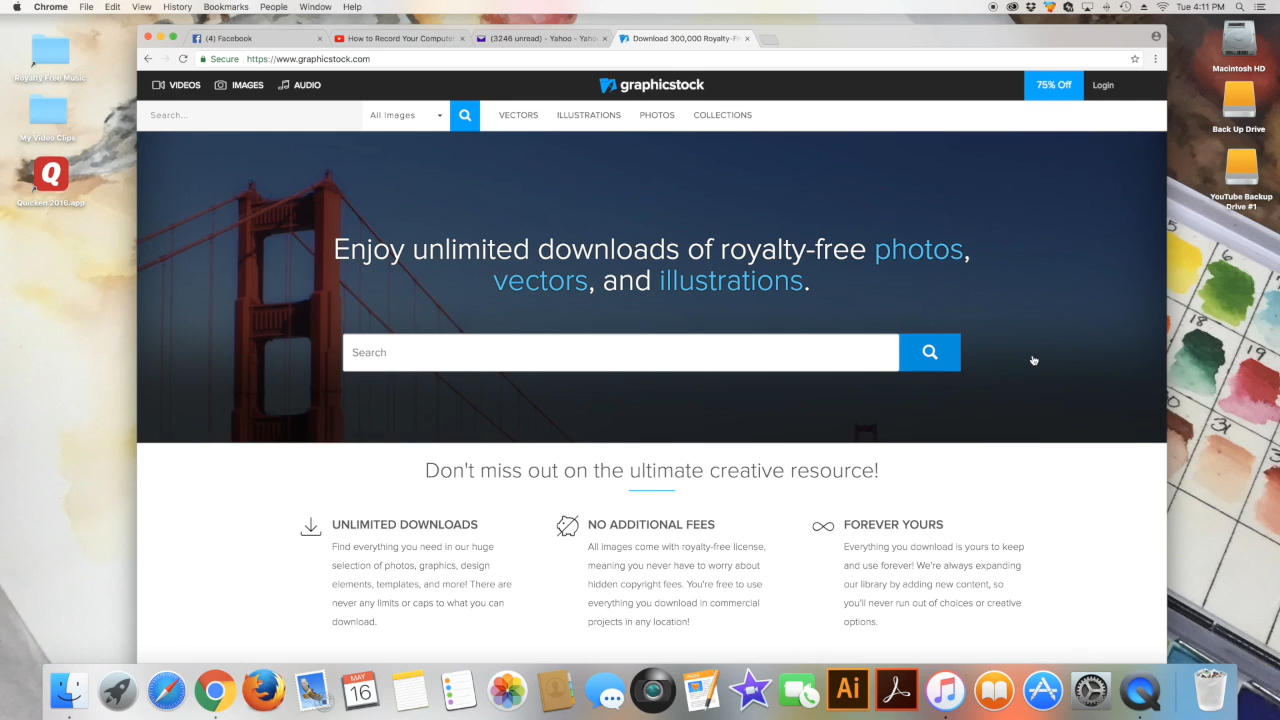 Chrome File Edit View History Bookmarks People Window Help
Tue 4:11 PM
(4) Facebook
How to Record Your Computer
(3246 unread) - Yahoo
Download 300,000 Royalty-F
Secure https://www.graphicstock.com
VIDEOS IMAGES AUDIO
graphicstock
75% Off Login
Search... All Images VECTORS ILLUSTRATIONS PHOTOS COLLECTIONS
Enjoy unlimited downloads of royalty-free photos,
vectors, and illustrations.
Search
Don't miss out on the ultimate creative resource!
UNLIMITED DOWNLOADS
Find everything you need in our huge
selection of photos, graphics, design
elements, templates, and more! There are
never any limits or caps to what you can
download.
NO ADDITIONAL FEES
All images come with royalty-free license,
meaning you never have to worry about
hidden copyright fees. You're free to use
everything you download in commercial
projects in any location!
FOREVER YOURS
Everything you download is yours to keep
and use forever! We're always expanding
our library by adding new content, so
you'll never run out of choices or creative
options.
Royalty Free Music
My Video Clips
Q
Quicken 2016.app
Macintosh HD
Back Up Drive
YouTube Backup
Drive #1
6
18
19
31
MAY
16
Ai